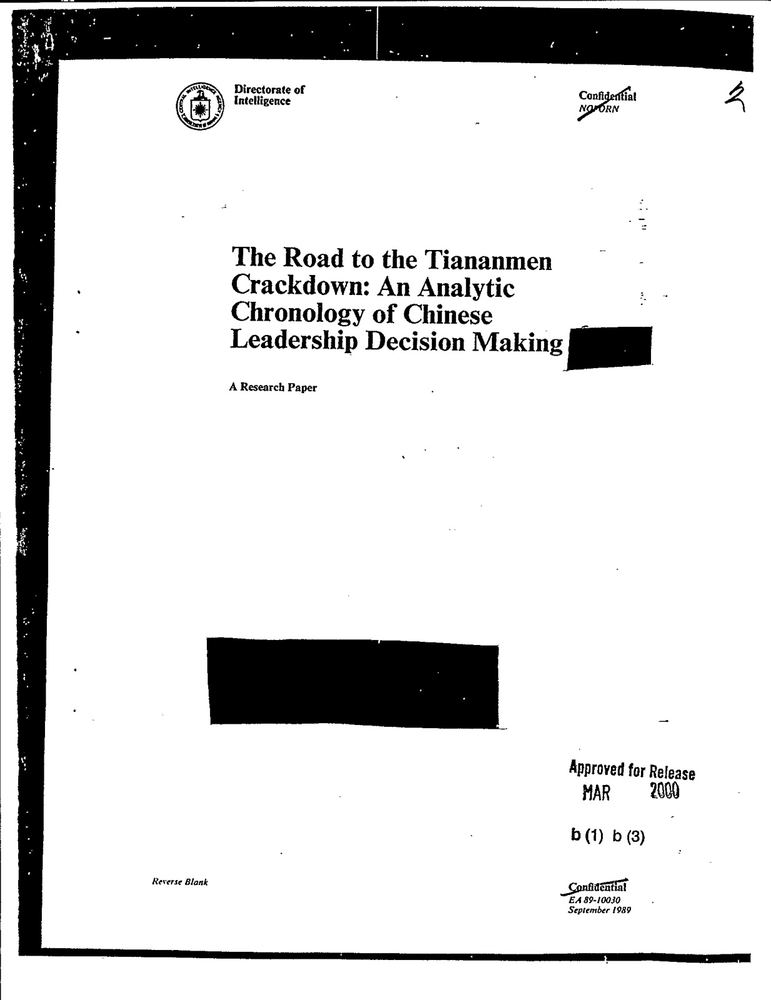 Directorate of
Intelligence
Confidential
NOFORN
2
The Road to the Tiananmen
Crackdown: An Analytic
Chronology of Chinese
Leadership Decision Making
A Research Paper
Approved for Release
MAR 2000
b (1) b (3)
Reverse Blank
Confidential
EA 89-10030
September 1989